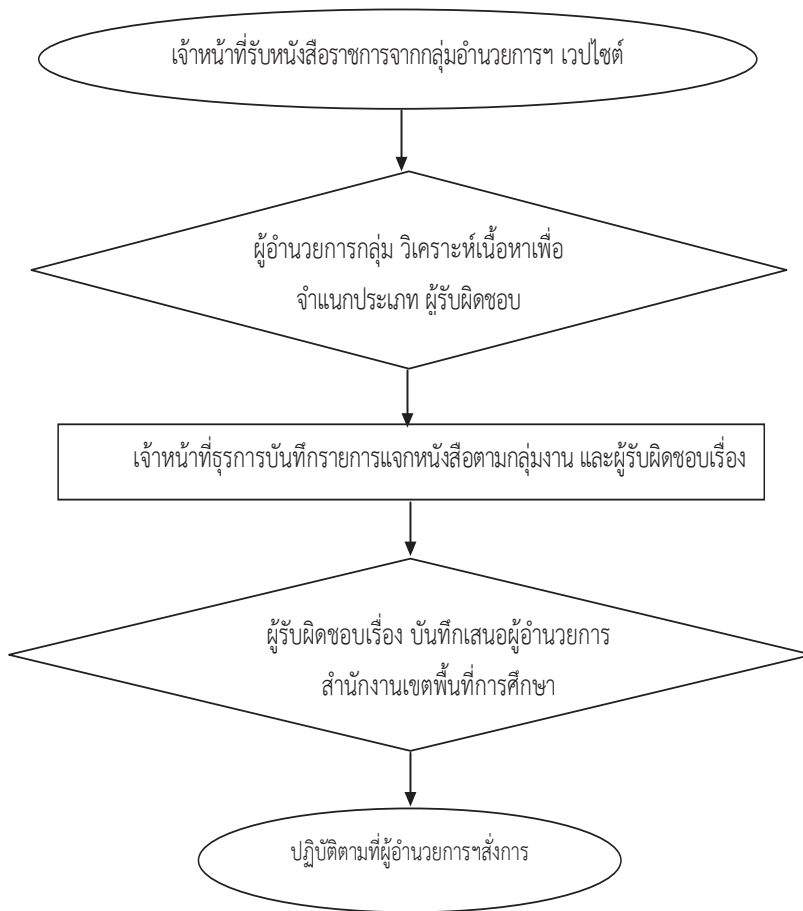 เจ้าหน้าที่รับหนังสือราชการจากกลุ่มอำนวยการฯ เวปไซต์
ผู้อำนวยการกลุ่ม วิเคราะห์เนื้อหาเพื่อ
จำแนกประเภท ผู้รับผิดชอบ
เจ้าหน้าที่ธุรการบันทึกรายการแจกหนังสือตามกลุ่มงาน และผู้รับผิดชอบเรื่อง
ผู้รับผิดชอบเรื่อง บันทึกเสนอผู้อำนวยการ
สำนักงานเขตพื้นที่การศึกษา
ปฏิบัติตามที่ผู้อำนวยการฯสั่งการ